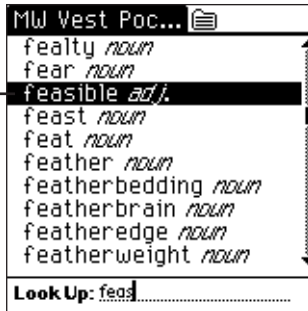 MW Vest Poc...
fealty noun
fear noun
feasible adj.
feast noun
feat noun
feather noun
featherbedding noun
featherbrain noun
featheredge noun
featherweight noun
Look Up: feas